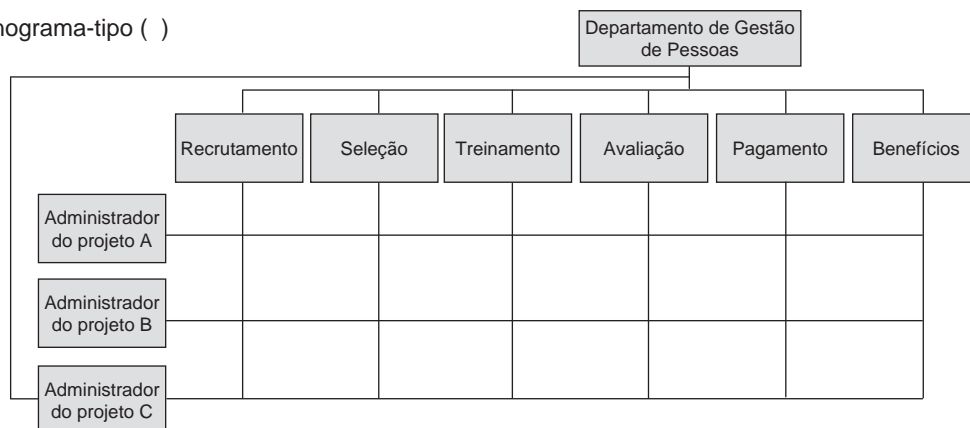 nograma-tipo ( )
Departamento de Gestão
de Pessoas
Recrutamento
Seleção
Treinamento
Avaliação
Pagamento
Benefícios
Administrador
do projeto A
Administrador
do projeto B
Administrador
do projeto C